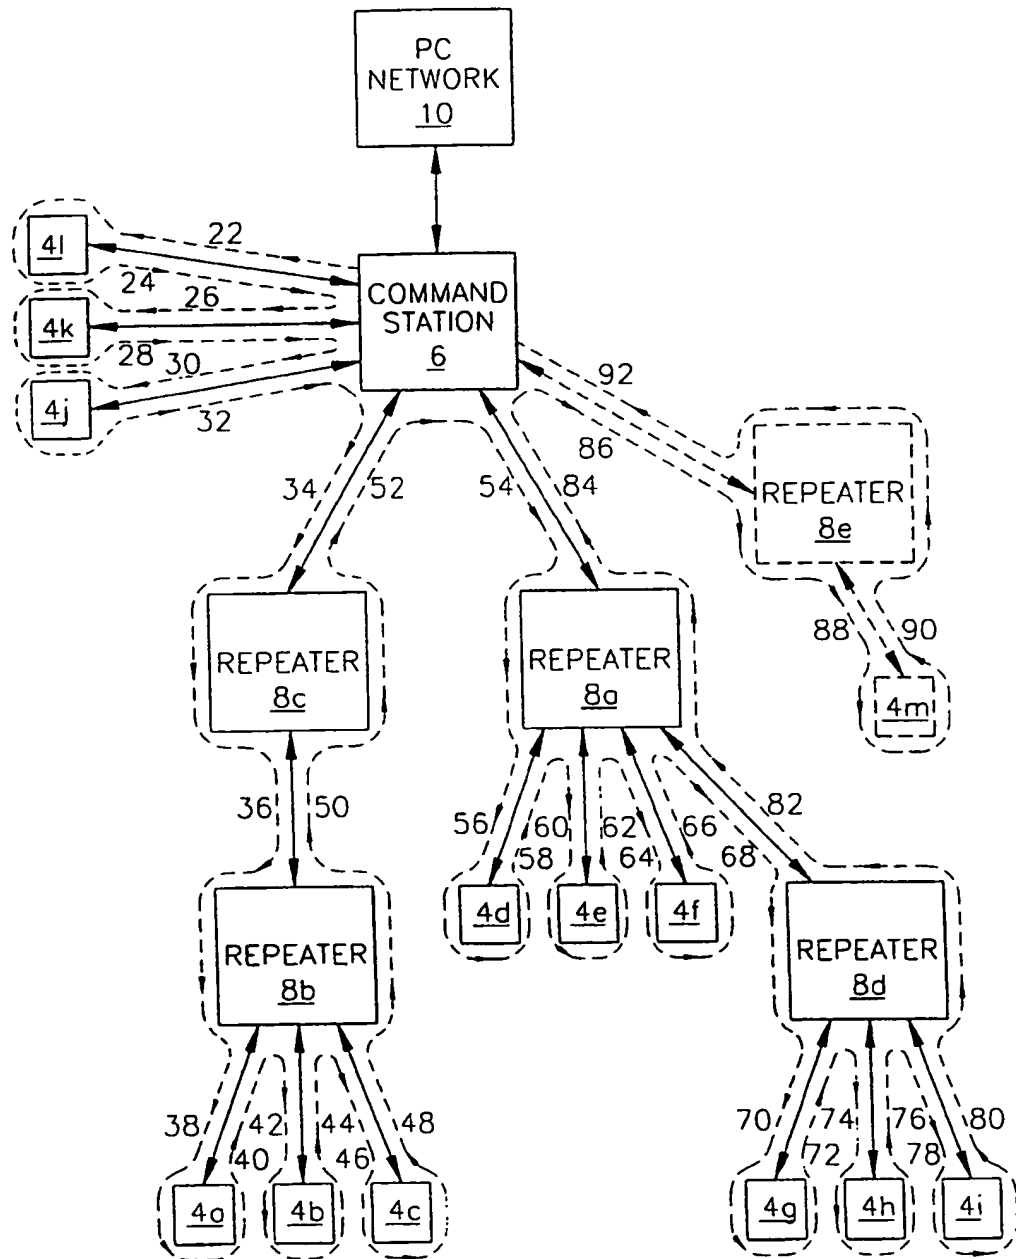 PC
NETWORK
10
4l
22
24
26
4k
28
30
4j
32
COMMAND
STATION
6
92
86
34
52
54
84
REPEATER
8e
88
90
4m
REPEATER
8c
REPEATER
8a
36
50
56
60
58
62
64
66
68
82
4d
4e
4f
REPEATER
8b
REPEATER
8d
38
42
40
44
46
48
70
74
72
76
78
80
4a
4b
4c
4g
4h
4i